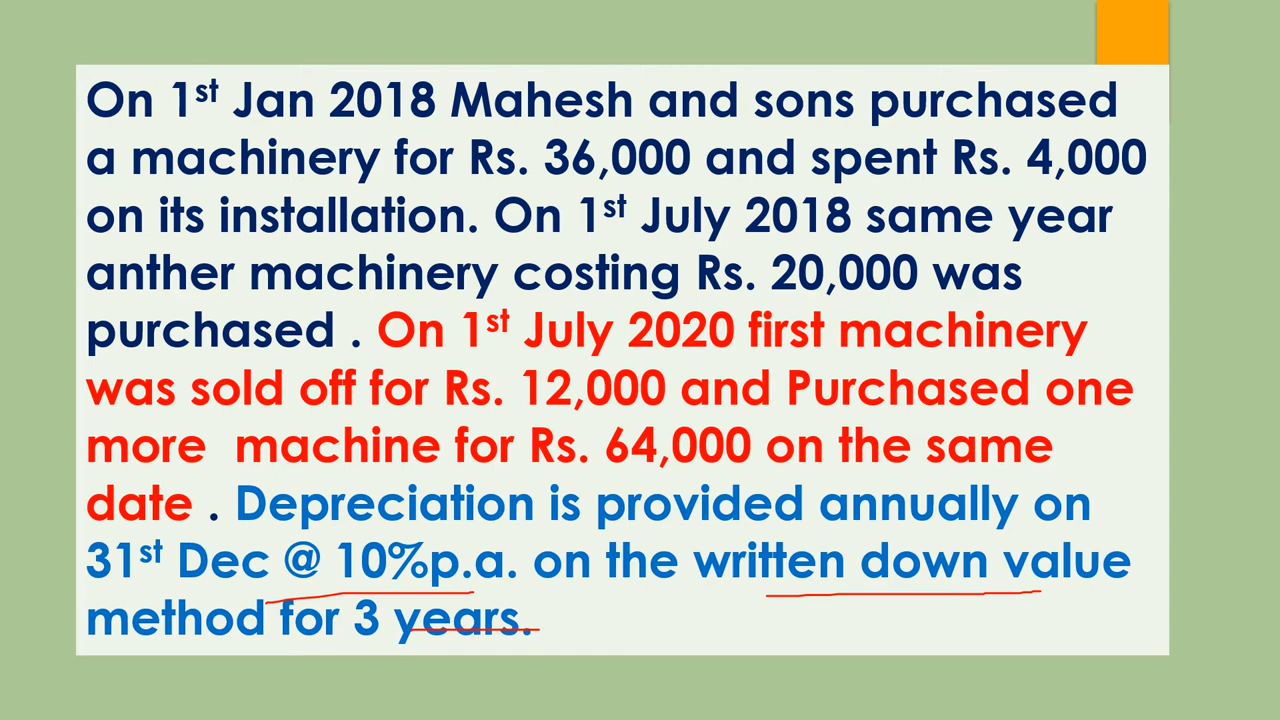 On 1st Jan 2018 Mahesh and sons purchased
a machinery for Rs. 36,000 and spent Rs. 4,000
on its installation. On 1st July 2018 same year
anther machinery costing Rs. 20,000 was
purchased . On 1st July 2020 first machinery
was sold off for Rs. 12,000 and Purchased one
more  machine for Rs. 64,000 on the same
date . Depreciation is provided annually on
31st Dec @ 10%p.a. on the written down value
method for 3 years.